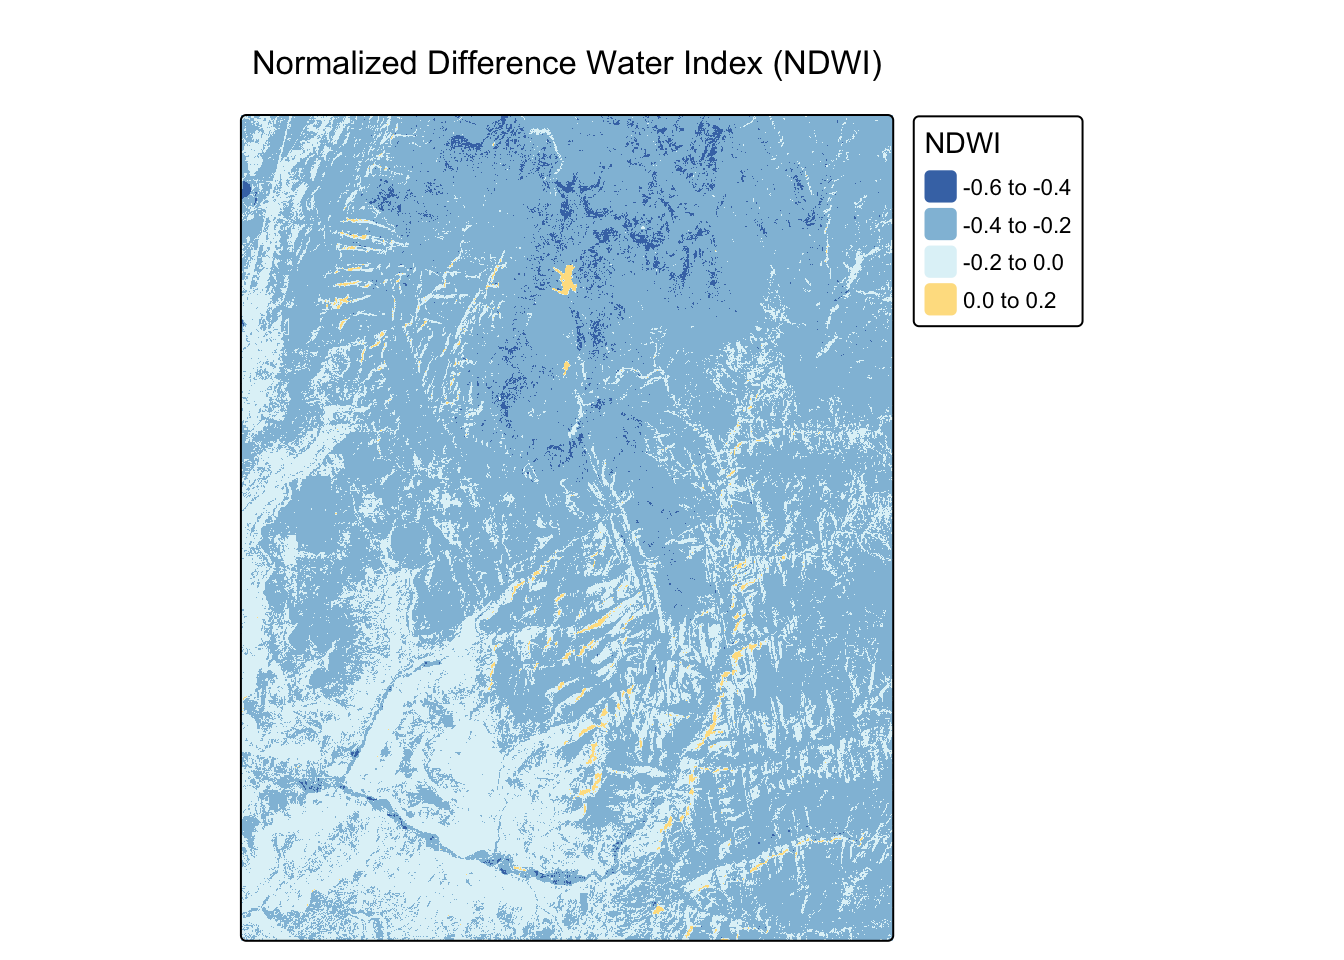 Normalized Difference Water Index (NDWI)
NDWI
-0.6 to -0.4
-0.4 to -0.2
-0.2 to 0.0
0.0 to 0.2